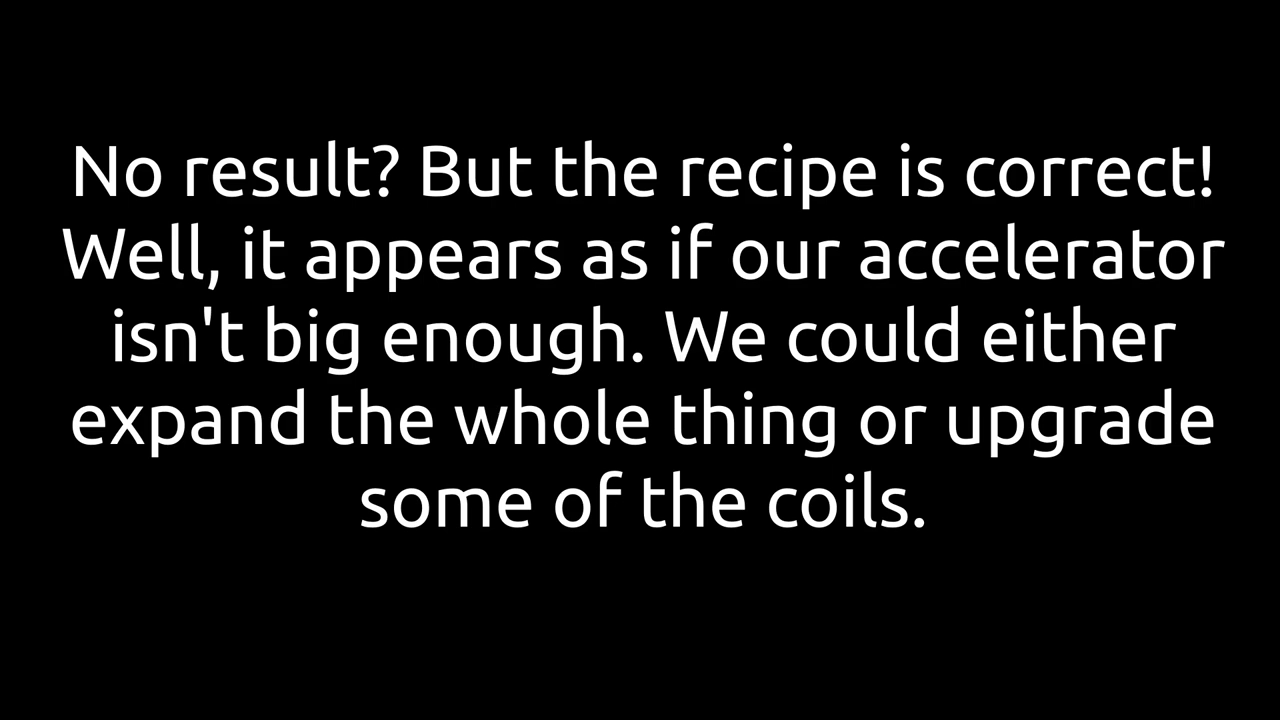 No result? But the recipe is correct!
Well, it appears as if our accelerator
isn't big enough. We could either
expand the whole thing or upgrade
some of the coils.